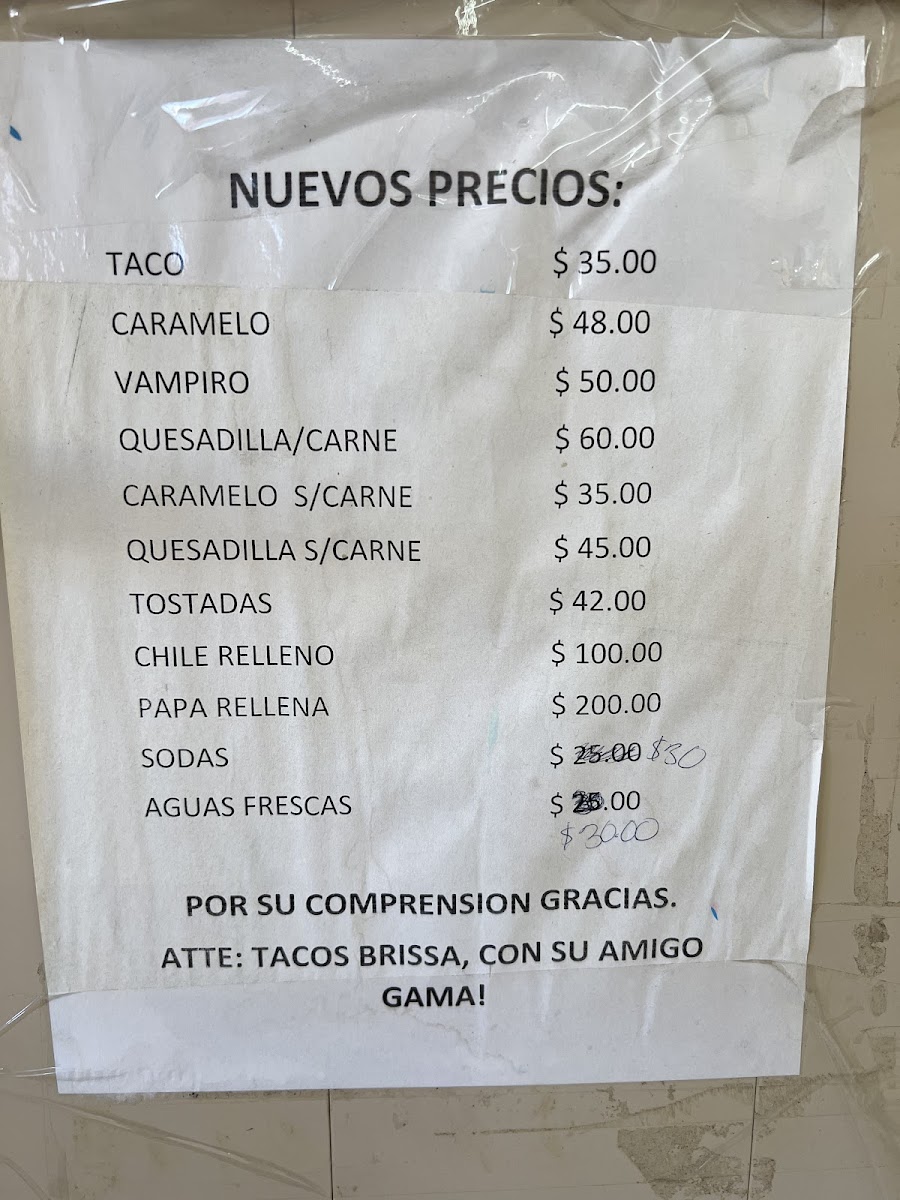 NUEVOS PRECIOS:
TACO $ 35.00
CARAMELO $ 48.00
VAMPIRO $ 50.00
QUESADILLA/CARNE $ 60.00
CARAMELO S/CARNE $ 35.00
QUESADILLA S/CARNE $ 45.00
TOSTADAS $ 42.00
CHILE RELLENO $ 100.00
PAPA RELLENA $ 200.00
SODAS $ 25.00 $30
AGUAS FRESCAS $ .00
$30.00
POR SU COMPRENSION GRACIAS.
ATTE: TACOS BRISSA, CON SU AMIGO
GAMA!